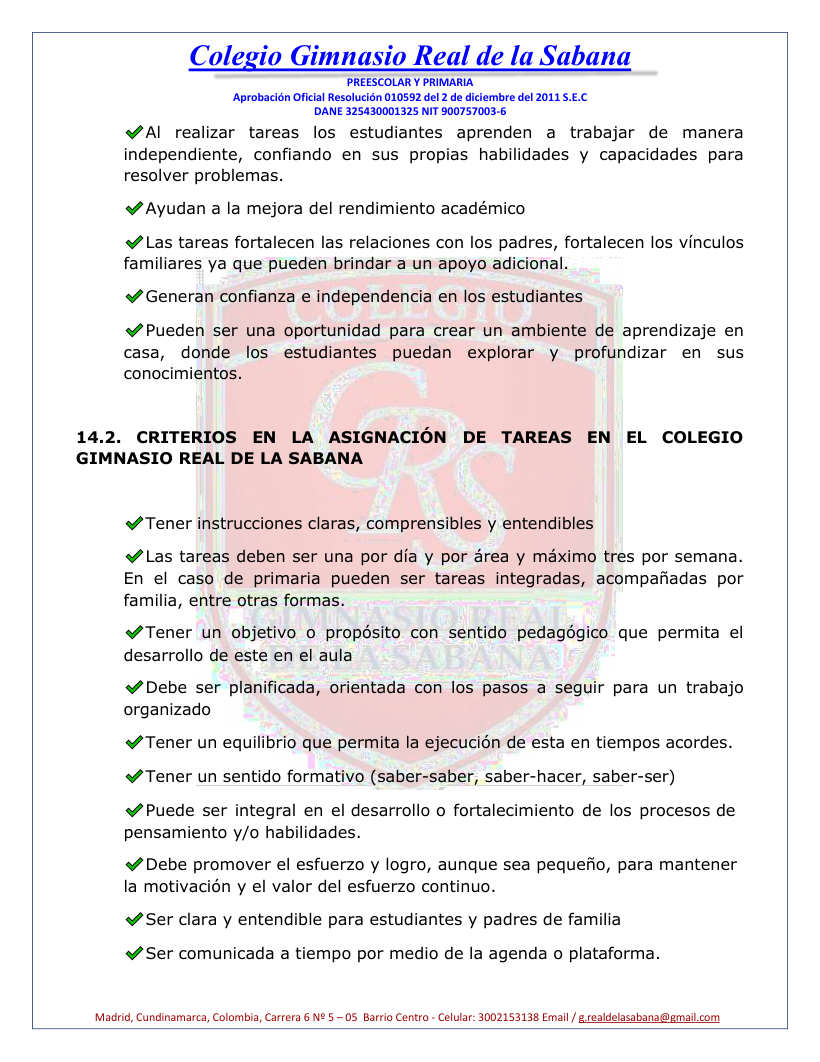 Colegio Gimnasio Real de la Sabana
PREESCOLAR Y PRIMARIA
Aprobación Oficial Resolución 010592 del 2 de diciembre del 2011 S.E.C
DANE 325430001325 NIT 900757003-6
Al realizar tareas los estudiantes aprenden a trabajar de manera
independiente, confiando en sus propias habilidades y capacidades para
resolver problemas.
Ayudan a la mejora del rendimiento académico
Las tareas fortalecen las relaciones con los padres, fortalecen los vínculos
familiares ya que pueden brindar a un apoyo adicional.
Generan confianza e independencia en los estudiantes
Pueden ser una oportunidad para crear un ambiente de aprendizaje en
casa, donde los estudiantes puedan explorar y profundizar en sus
conocimientos.
14.2. CRITERIOS EN LA ASIGNACIÓN DE TAREAS EN EL COLEGIO
GIMNASIO REAL DE LA SABANA
Tener instrucciones claras, comprensibles y entendibles
Las tareas deben ser una por día y por área y máximo tres por semana.
En el caso de primaria pueden ser tareas integradas, acompañadas por
familia, entre otras formas.
Tener un objetivo o propósito con sentido pedagógico que permita el
desarrollo de este en el aula
Debe ser planificada, orientada con los pasos a seguir para un trabajo
organizado
Tener un equilibrio que permita la ejecución de esta en tiempos acordes.
Tener un sentido formativo (saber-saber, saber-hacer, saber-ser)
Puede ser integral en el desarrollo o fortalecimiento de los procesos de
pensamiento y/o habilidades.
Debe promover el esfuerzo y logro, aunque sea pequeño, para mantener
la motivación y el valor del esfuerzo continuo.
Ser clara y entendible para estudiantes y padres de familia
Ser comunicada a tiempo por medio de la agenda o plataforma.
COLEGIO
GRS
GIMNASIO REAL
DE LA SABANA
Madrid, Cundinamarca, Colombia, Carrera 6 Nº 5 – 05 Barrio Centro - Celular: 3002153138 Email / g.realdelasabana@gmail.com